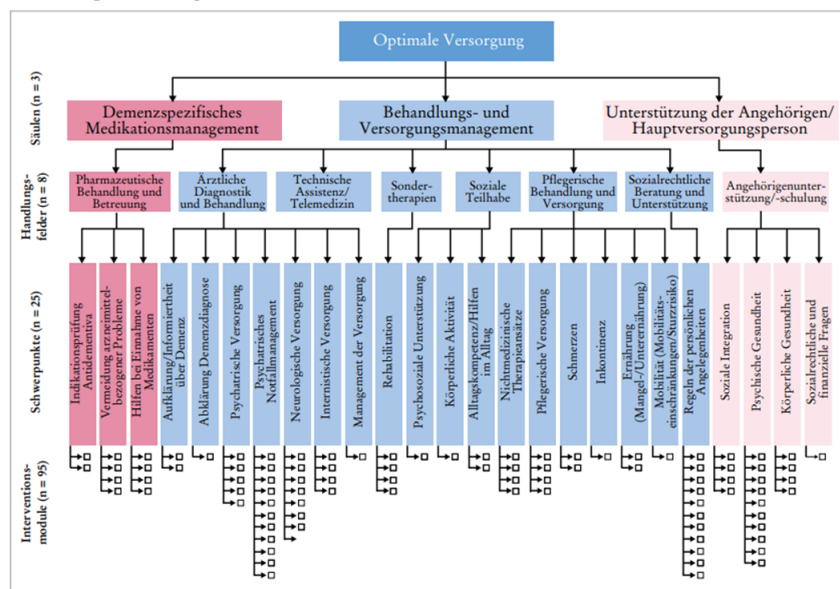 Optimale Versorgung
Säulen (n = 3)
Demenzspezifisches
Medikationsmanagement
Behandlungs- und
Versorgungsmanagement
Unterstützung der Angehörigen/
Hauptversorgungsperson
Handlungs-
felder (n = 8)
Pharmazeutische
Behandlung und
Betreuung
Ärztliche
Diagnostik
und Behandlung
Technische
Assistenz/
Telemedizin
Sonder-
therapien
Soziale
Teilhabe
Pflegerische
Behandlung und
Versorgung
Sozialrechtliche
Beratung und
Unterstützung
Angehörigenunter-
stützung/-schulung
Schwerpunkte (n = 25)
Indikationsprüfung
Antidementiva
Vermeidung arzneimittel-
bezogener Probleme
Hilfen bei Einnahme von
Medikamenten
Aufklärung/Informiertheit
über Demenz
Abklärung Demenzdiagnose
Psychiatrische Versorgung
Psychiatrisches
Notfallmanagement
Neurologische Versorgung
Internistische Versorgung
Management der Versorgung
Rehabilitation
Psychosoziale Unterstützung
Körperliche Aktivität
Alltagskompetenz/Hilfen
im Alltag
Nichtmedizinische
Therapieansätze
Pflegerische Versorgung
Schmerzen
Inkontinenz
Ernährung
(Mangel-/Unterernährung)
Mobilität (Mobilitäts-
einschränkungen/Sturzrisiko)
Regeln der persönlichen
Angelegenheiten
Soziale Integration
Psychische Gesundheit
Körperliche Gesundheit
Sozialrechtliche und
finanzielle Fragen
Interventions-
module (n = 95)